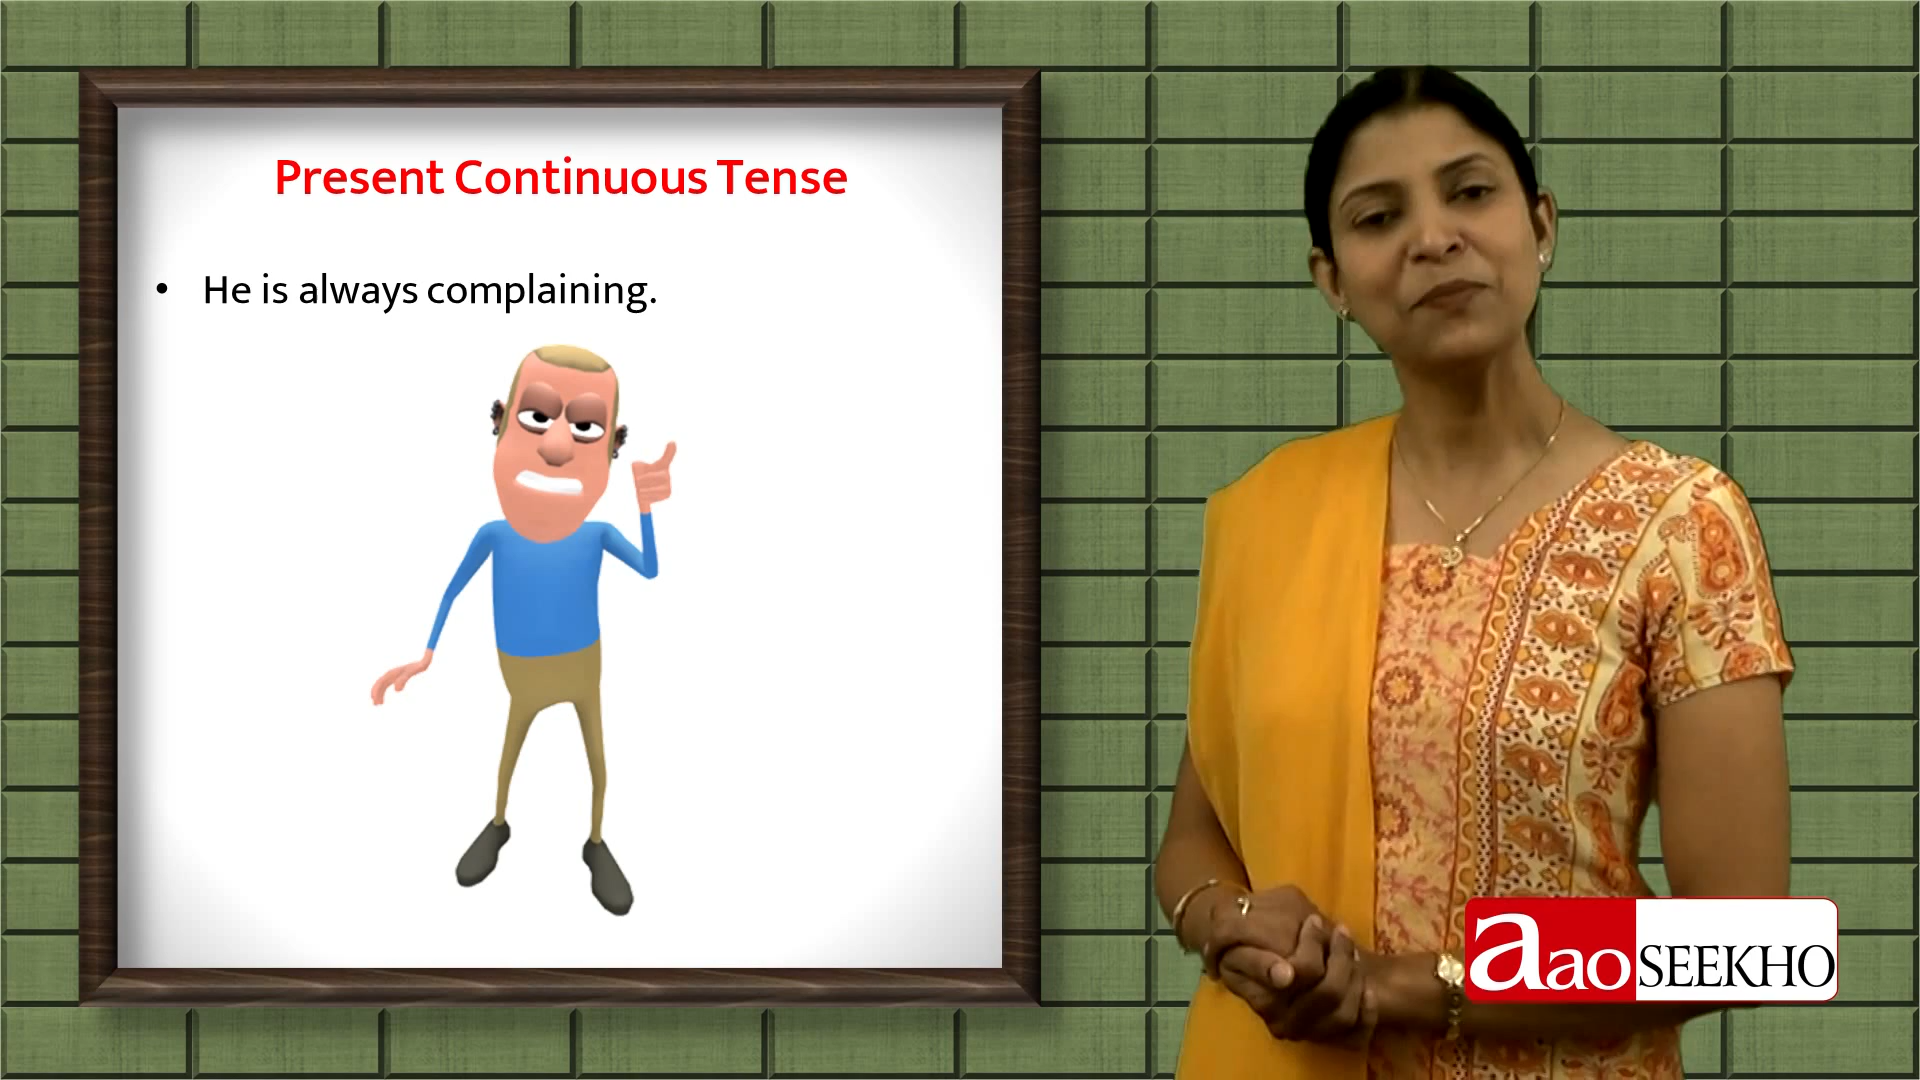 Present Continuous Tense
• He is always complaining.
aao SEEKHO